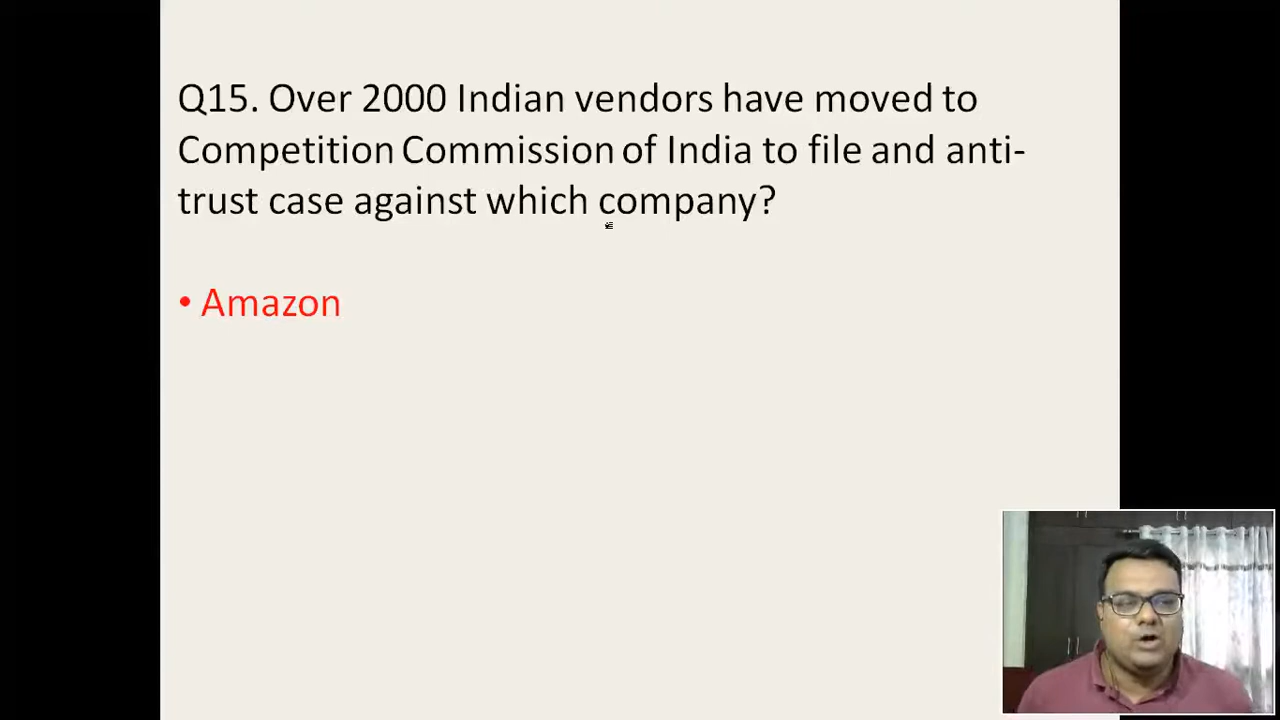 Q15. Over 2000 Indian vendors have moved to
Competition Commission of India to file and anti-
trust case against which company?
• Amazon